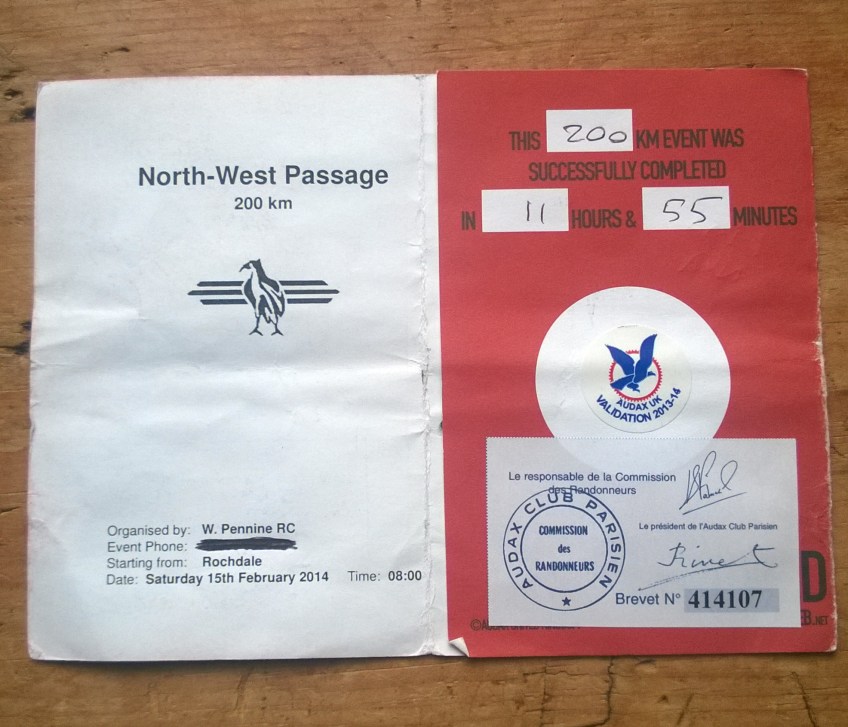 North-West Passage
200 km
Organised by: W. Pennine RC
Event Phone:
Starting from: Rochdale
Date: Saturday 15th February 2014 Time: 08:00
THIS 200 KM EVENT WAS
SUCCESSFULLY COMPLETED
IN 11 HOURS & 55 MINUTES
AUDAX UK
VALIDATION 2013-14
Le responsable de la Commission
des Randonneurs
AUDAX CLUB PARISIEN
COMMISSION
des
RANDONNEURS
Le président de l'Audax Club Parisien
Brevet N° 414107